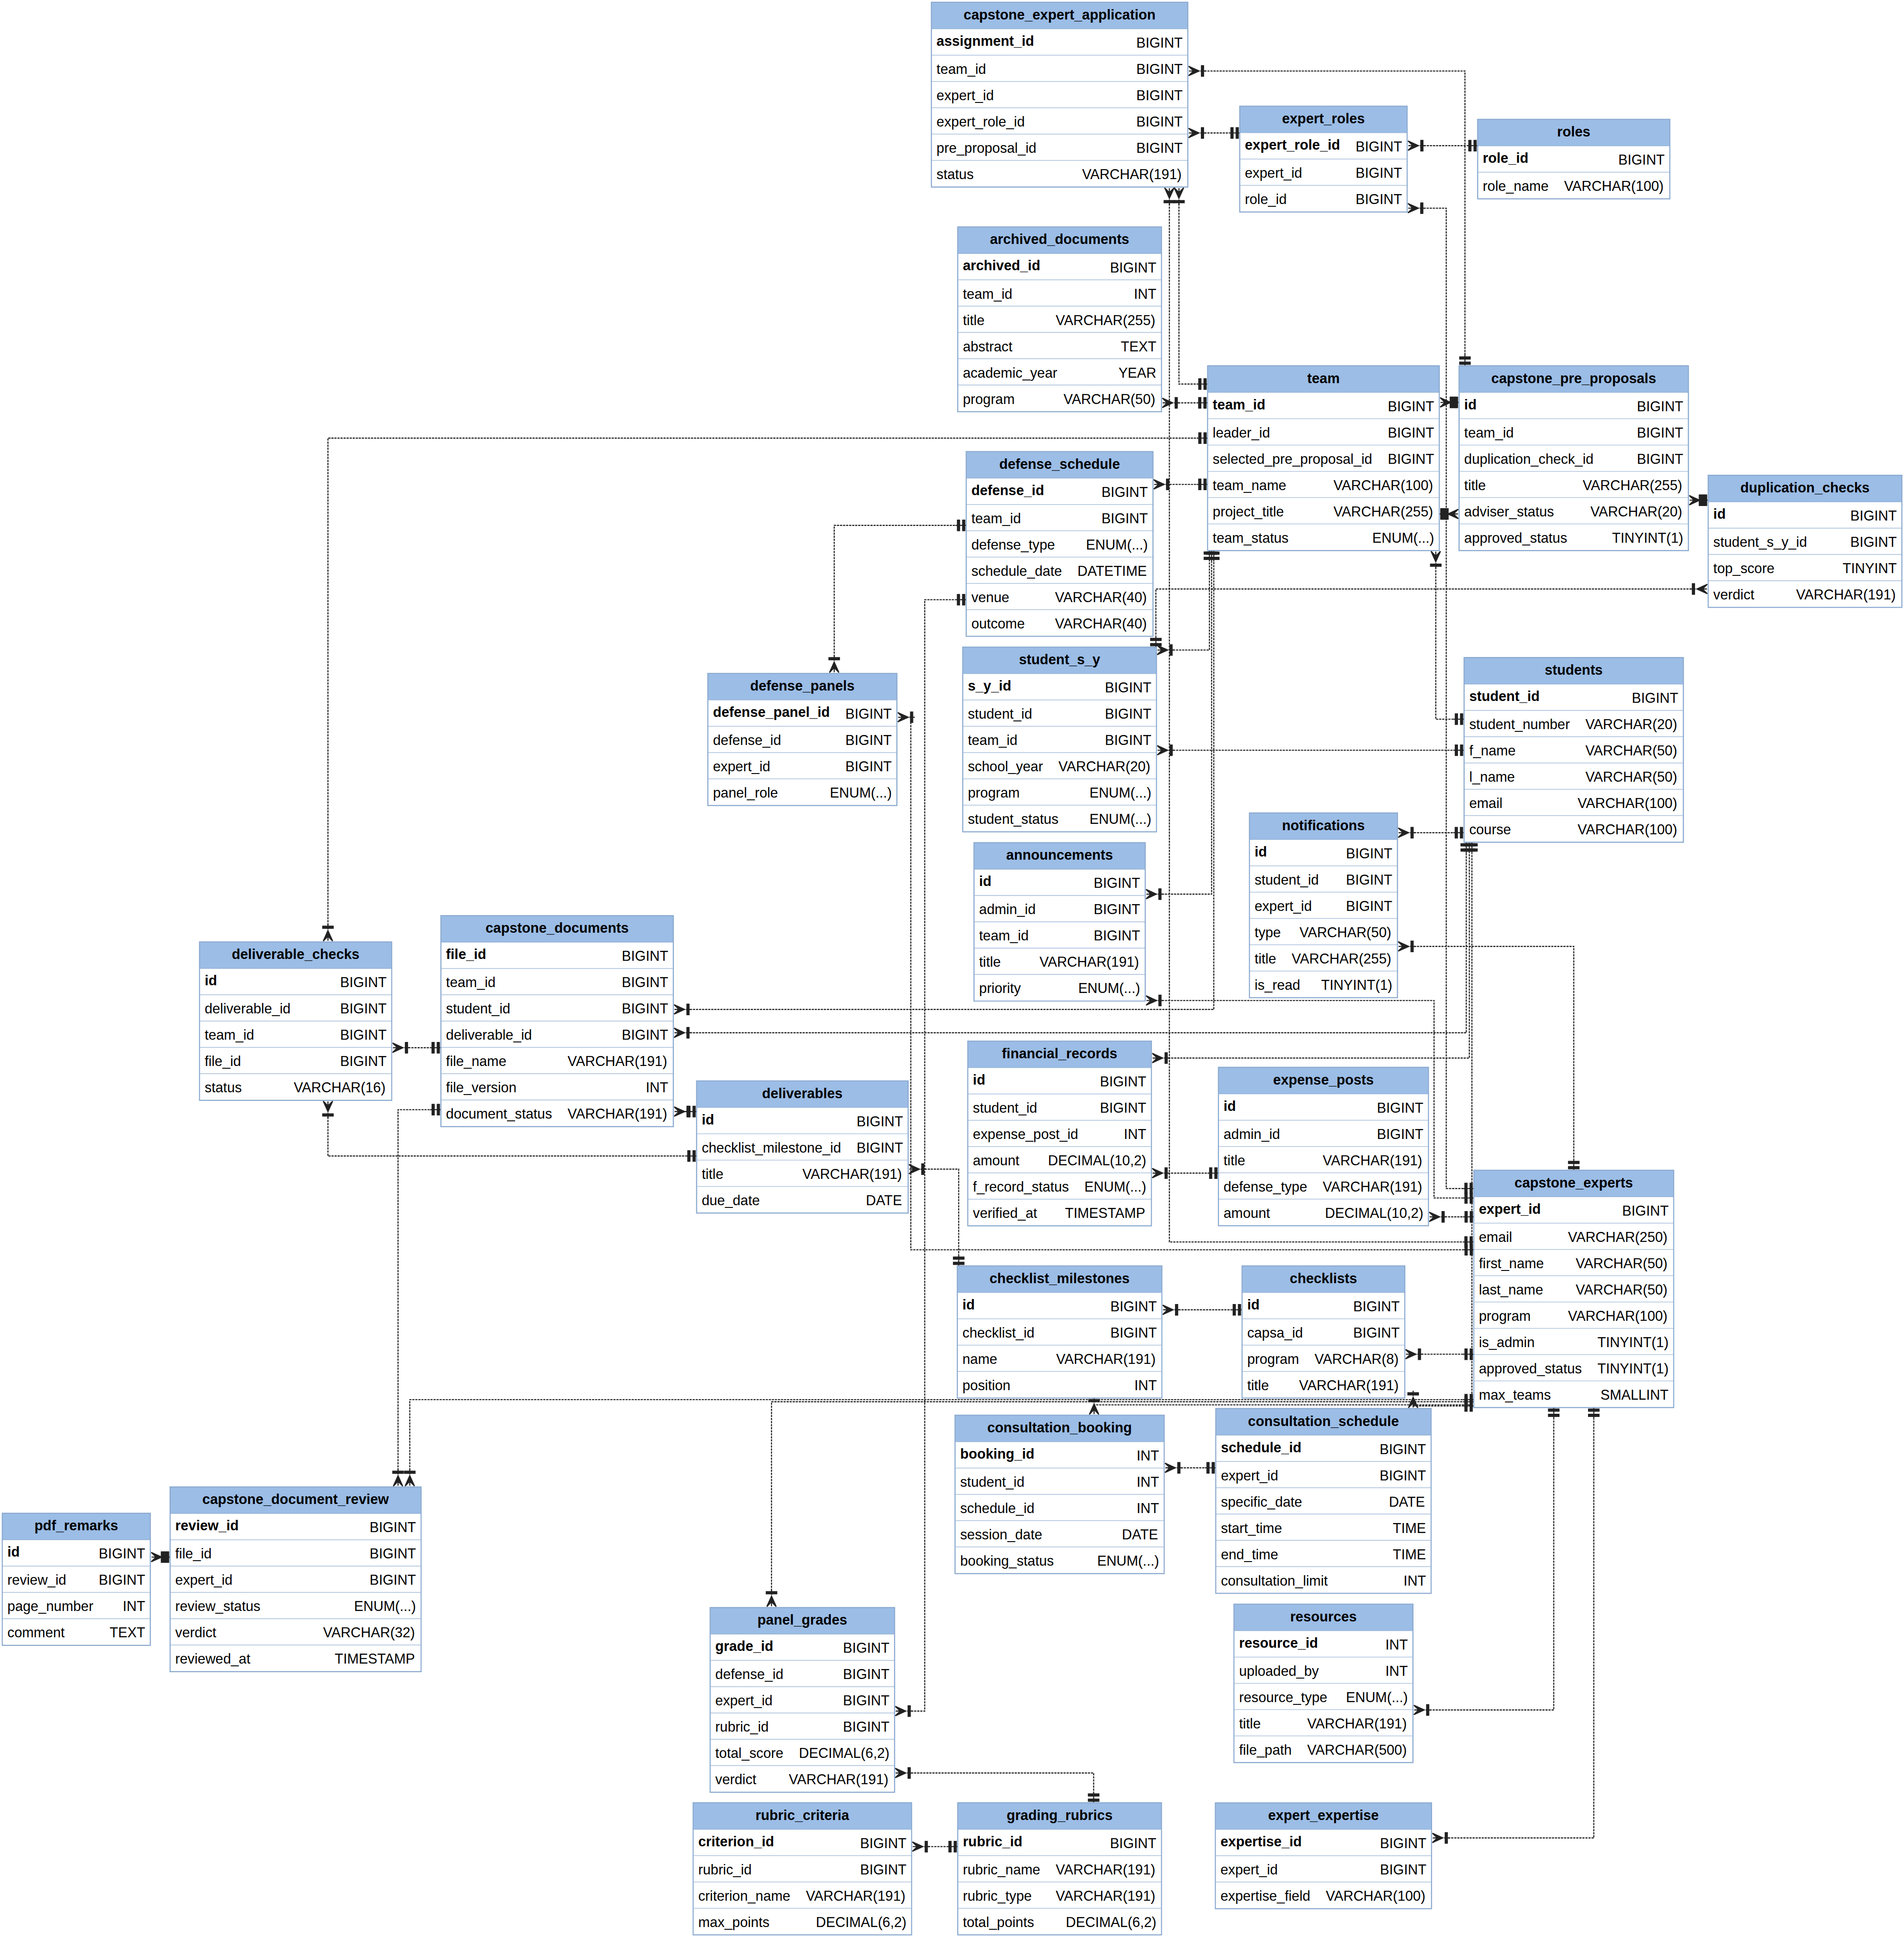 capstone_expert_application
assignment_id BIGINT
team_id BIGINT
expert_id BIGINT
expert_role_id BIGINT
pre_proposal_id BIGINT
status VARCHAR(191)
expert_roles
expert_role_id BIGINT
expert_id BIGINT
role_id BIGINT
roles
role_id BIGINT
role_name VARCHAR(100)
archived_documents
archived_id BIGINT
team_id INT
title VARCHAR(255)
abstract TEXT
academic_year YEAR
program VARCHAR(50)
team
team_id BIGINT
leader_id BIGINT
selected_pre_proposal_id BIGINT
team_name VARCHAR(100)
project_title VARCHAR(255)
team_status ENUM(...)
capstone_pre_proposals
id BIGINT
team_id BIGINT
duplication_check_id BIGINT
title VARCHAR(255)
adviser_status VARCHAR(20)
approved_status TINYINT(1)
defense_schedule
defense_id BIGINT
team_id BIGINT
defense_type ENUM(...)
schedule_date DATETIME
venue VARCHAR(40)
outcome VARCHAR(40)
duplication_checks
id BIGINT
student_s_y_id BIGINT
top_score TINYINT
verdict VARCHAR(191)
student_s_y
s_y_id BIGINT
student_id BIGINT
team_id BIGINT
school_year VARCHAR(20)
program ENUM(...)
student_status ENUM(...)
students
student_id BIGINT
student_number VARCHAR(20)
f_name VARCHAR(50)
l_name VARCHAR(50)
email VARCHAR(100)
course VARCHAR(100)
defense_panels
defense_panel_id BIGINT
defense_id BIGINT
expert_id BIGINT
panel_role ENUM(...)
notifications
id BIGINT
student_id BIGINT
expert_id BIGINT
type VARCHAR(50)
title VARCHAR(255)
is_read TINYINT(1)
announcements
id BIGINT
admin_id BIGINT
team_id BIGINT
title VARCHAR(191)
priority ENUM(...)
capstone_documents
file_id BIGINT
team_id BIGINT
student_id BIGINT
deliverable_id BIGINT
file_name VARCHAR(191)
file_version INT
document_status VARCHAR(191)
deliverable_checks
id BIGINT
deliverable_id BIGINT
team_id BIGINT
file_id BIGINT
status VARCHAR(16)
deliverables
id BIGINT
checklist_milestone_id BIGINT
title VARCHAR(191)
due_date DATE
financial_records
id BIGINT
student_id BIGINT
expense_post_id INT
amount DECIMAL(10,2)
f_record_status ENUM(...)
verified_at TIMESTAMP
expense_posts
id BIGINT
admin_id BIGINT
title VARCHAR(191)
defense_type VARCHAR(191)
amount DECIMAL(10,2)
capstone_experts
expert_id BIGINT
email VARCHAR(250)
first_name VARCHAR(50)
last_name VARCHAR(50)
program VARCHAR(100)
is_admin TINYINT(1)
approved_status TINYINT(1)
max_teams SMALLINT
checklist_milestones
id BIGINT
checklist_id BIGINT
name VARCHAR(191)
position INT
checklists
id BIGINT
capsa_id BIGINT
program VARCHAR(8)
title VARCHAR(191)
consultation_booking
booking_id INT
student_id INT
schedule_id INT
session_date DATE
booking_status ENUM(...)
consultation_schedule
schedule_id BIGINT
expert_id BIGINT
specific_date DATE
start_time TIME
end_time TIME
consultation_limit INT
capstone_document_review
review_id BIGINT
file_id BIGINT
expert_id BIGINT
review_status ENUM(...)
verdict VARCHAR(32)
reviewed_at TIMESTAMP
pdf_remarks
id BIGINT
review_id BIGINT
page_number INT
comment TEXT
panel_grades
grade_id BIGINT
defense_id BIGINT
expert_id BIGINT
rubric_id BIGINT
total_score DECIMAL(6,2)
verdict VARCHAR(191)
resources
resource_id INT
uploaded_by INT
resource_type ENUM(...)
title VARCHAR(191)
file_path VARCHAR(500)
rubric_criteria
criterion_id BIGINT
rubric_id BIGINT
criterion_name VARCHAR(191)
max_points DECIMAL(6,2)
grading_rubrics
rubric_id BIGINT
rubric_name VARCHAR(191)
rubric_type VARCHAR(191)
total_points DECIMAL(6,2)
expert_expertise
expertise_id BIGINT
expert_id BIGINT
expertise_field VARCHAR(100)